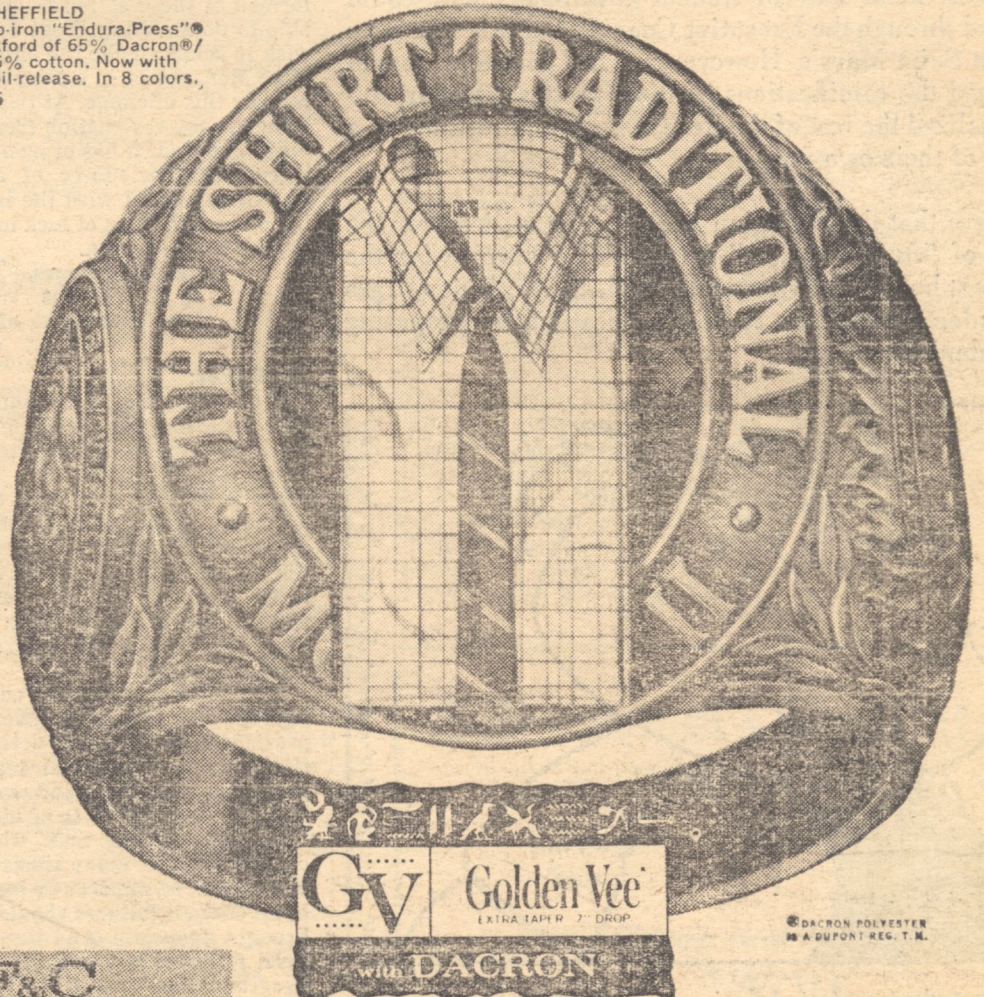 HEFFIELD
o-iron "Endura-Press"®
ford of 65% Dacron®/
5% cotton. Now with
il-release. In 8 colors.
THE SHIRT TRADITIONAL
GV
Golden Vee
EXTRA TAPER 7" DROP
with DACRON®
®DACRON POLYESTER
IS A DUPONT REG. T.M.
F&C